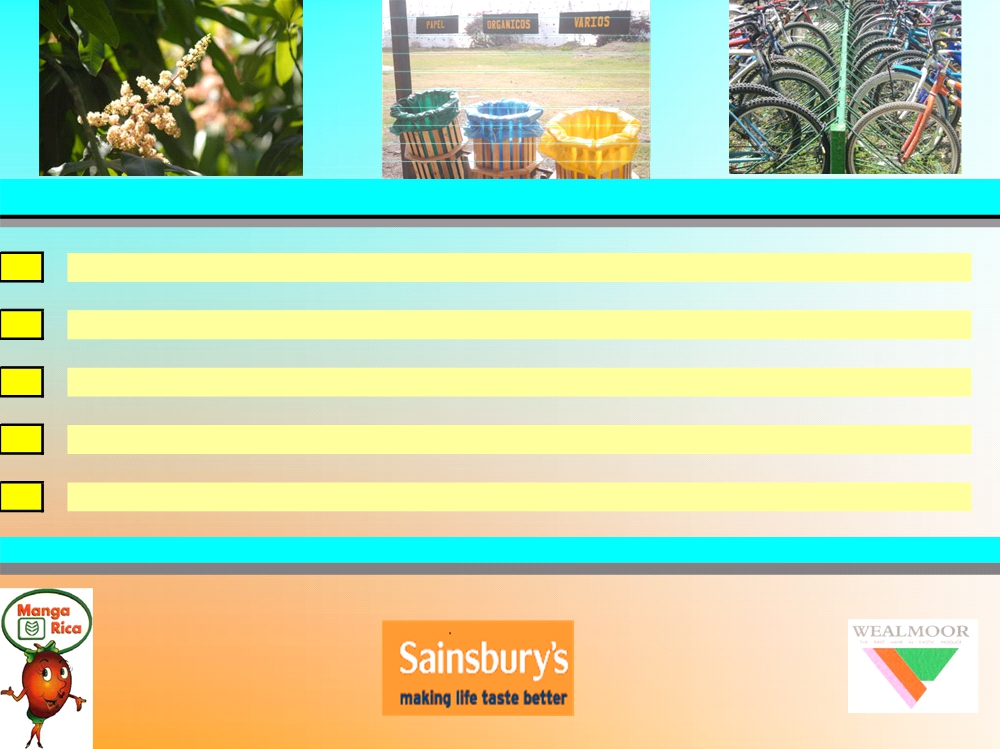 PAPEL
ORGANICOS
VARIOS
Manga
Rica
Sainsbury's
making life taste better
WEALMOOR